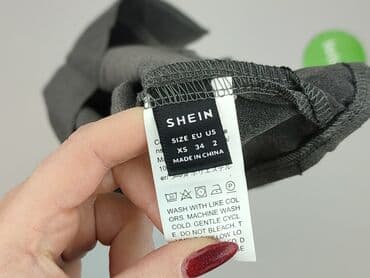 SHEIN
SIZE EU US
XS 34 2
MADE IN CHINA
WASH WITH LIKE COL
ORS. MACHINE WASH
COLD. GENTLE CYCL
E. DO NOT BLEACH. T